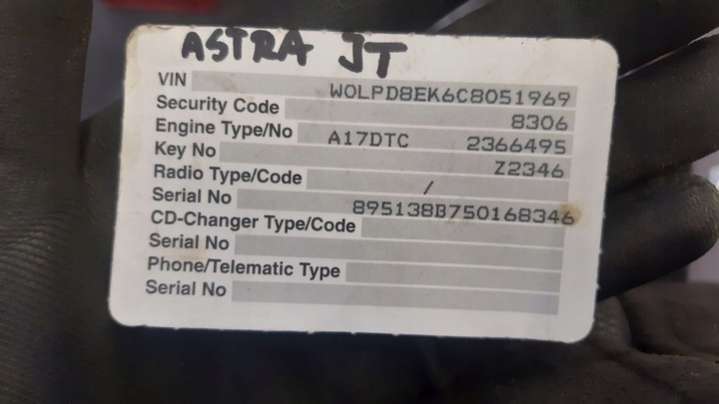 ASTRA JT
VIN W0LPD8EK6C8051969
Security Code 8306
Engine Type/No A17DTC 2366495
Key No Z2346
Radio Type/Code /
Serial No 895138B750168346
CD-Changer Type/Code
Serial No
Phone/Telematic Type
Serial No